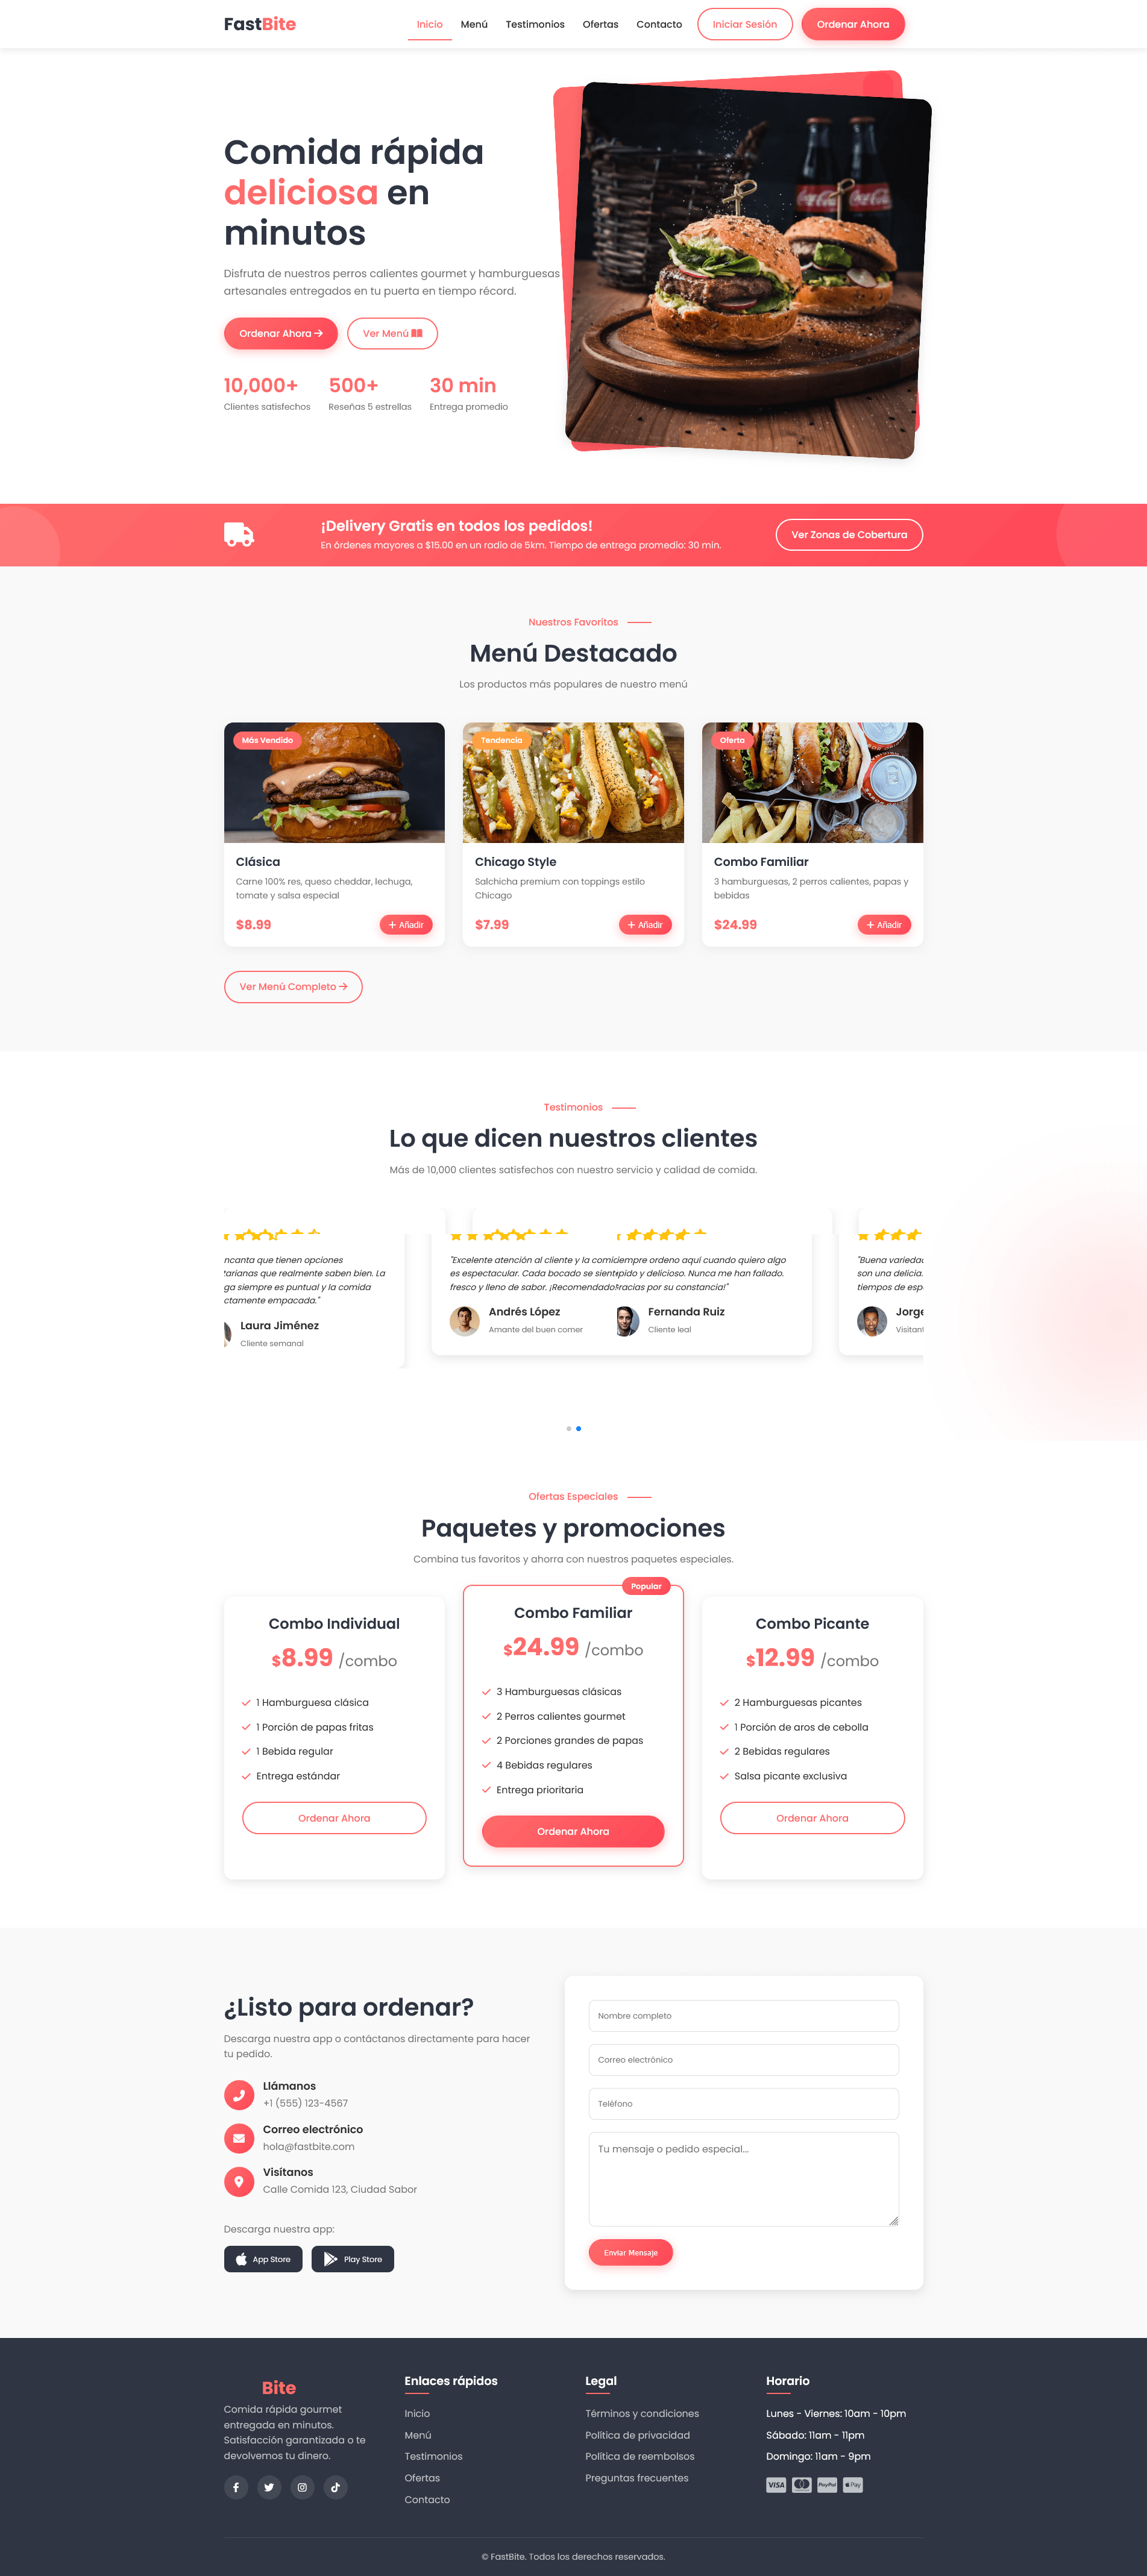 FastBite
Inicio Menú Testimonios Ofertas Contacto Iniciar Sesión Ordenar Ahora
Comida rápida
deliciosa en
minutos
Disfruta de nuestros perros calientes gourmet y hamburguesas
artesanales entregados en tu puerta en tiempo récord.
Ordenar Ahora
Ver Menú
10,000+
Clientes satisfechos
500+
Reseñas 5 estrellas
30 min
Entrega promedio
¡Delivery Gratis en todos los pedidos!
En órdenes mayores a $15.00 en un radio de 5km. Tiempo de entrega promedio: 30 min.
Ver Zonas de Cobertura
Nuestros Favoritos
Menú Destacado
Los productos más populares de nuestro menú
Más Vendido
Clásica
Carne 100% res, queso cheddar, lechuga,
tomate y salsa especial
$8.99
Añadir
Tendencia
Chicago Style
Salchicha premium con toppings estilo
Chicago
$7.99
Añadir
Oferta
Combo Familiar
3 hamburguesas, 2 perros calientes, papas y
bebidas
$24.99
Añadir
Ver Menú Completo
Testimonios
Lo que dicen nuestros clientes
Más de 10,000 clientes satisfechos con nuestro servicio y calidad de comida.
ncanta que tienen opciones
tarianas que realmente saben bien. La
ga siempre es puntual y la comida
ctamente empacada."
Laura Jiménez
Cliente semanal
"Excelente atención al cliente y la comi
es espectacular. Cada bocado se sient
fresco y lleno de sabor. ¡Recomendado
Andrés López
Amante del buen comer
iempre ordeno aquí cuando quiero algo
pido y delicioso. Nunca me han fallado.
racias por su constancia!"
Fernanda Ruiz
Cliente leal
"Buena varieda
son una delicia
tiempos de esp
Jorge
Visitant
Ofertas Especiales
Paquetes y promociones
Combina tus favoritos y ahorra con nuestros paquetes especiales.
Combo Individual
$8.99 /combo
1 Hamburguesa clásica
1 Porción de papas fritas
1 Bebida regular
Entrega estándar
Ordenar Ahora
Popular
Combo Familiar
$24.99 /combo
3 Hamburguesas clásicas
2 Perros calientes gourmet
2 Porciones grandes de papas
4 Bebidas regulares
Entrega prioritaria
Ordenar Ahora
Combo Picante
$12.99 /combo
2 Hamburguesas picantes
1 Porción de aros de cebolla
2 Bebidas regulares
Salsa picante exclusiva
Ordenar Ahora
¿Listo para ordenar?
Descarga nuestra app o contáctanos directamente para hacer
tu pedido.
Llámanos
+1 (555) 123-4567
Correo electrónico
hola@fastbite.com
Visítanos
Calle Comida 123, Ciudad Sabor
Descarga nuestra app:
App Store
Play Store
Nombre completo
Correo electrónico
Teléfono
Tu mensaje o pedido especial...
Enviar Mensaje
Bite
Comida rápida gourmet
entregada en minutos.
Satisfacción garantizada o te
devolvemos tu dinero.
Enlaces rápidos
Inicio
Menú
Testimonios
Ofertas
Contacto
Legal
Términos y condiciones
Política de privacidad
Política de reembolsos
Preguntas frecuentes
Horario
Lunes - Viernes: 10am - 10pm
Sábado: 11am - 11pm
Domingo: 11am - 9pm
VISA PayPal Pay
© FastBite. Todos los derechos reservados.